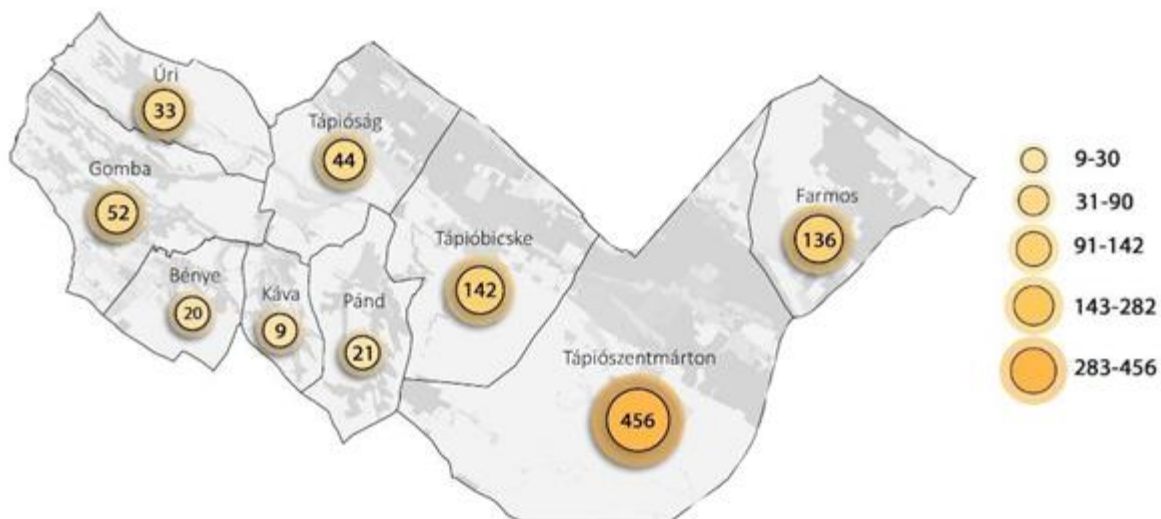 Úri
33
Tápióság
44
Gomba
52
Farmos
136
Tápióbicske
142
Bénye
20
Káva
9
Pánd
21
Tápiószentmárton
456
9-30
31-90
91-142
143-282
283-456